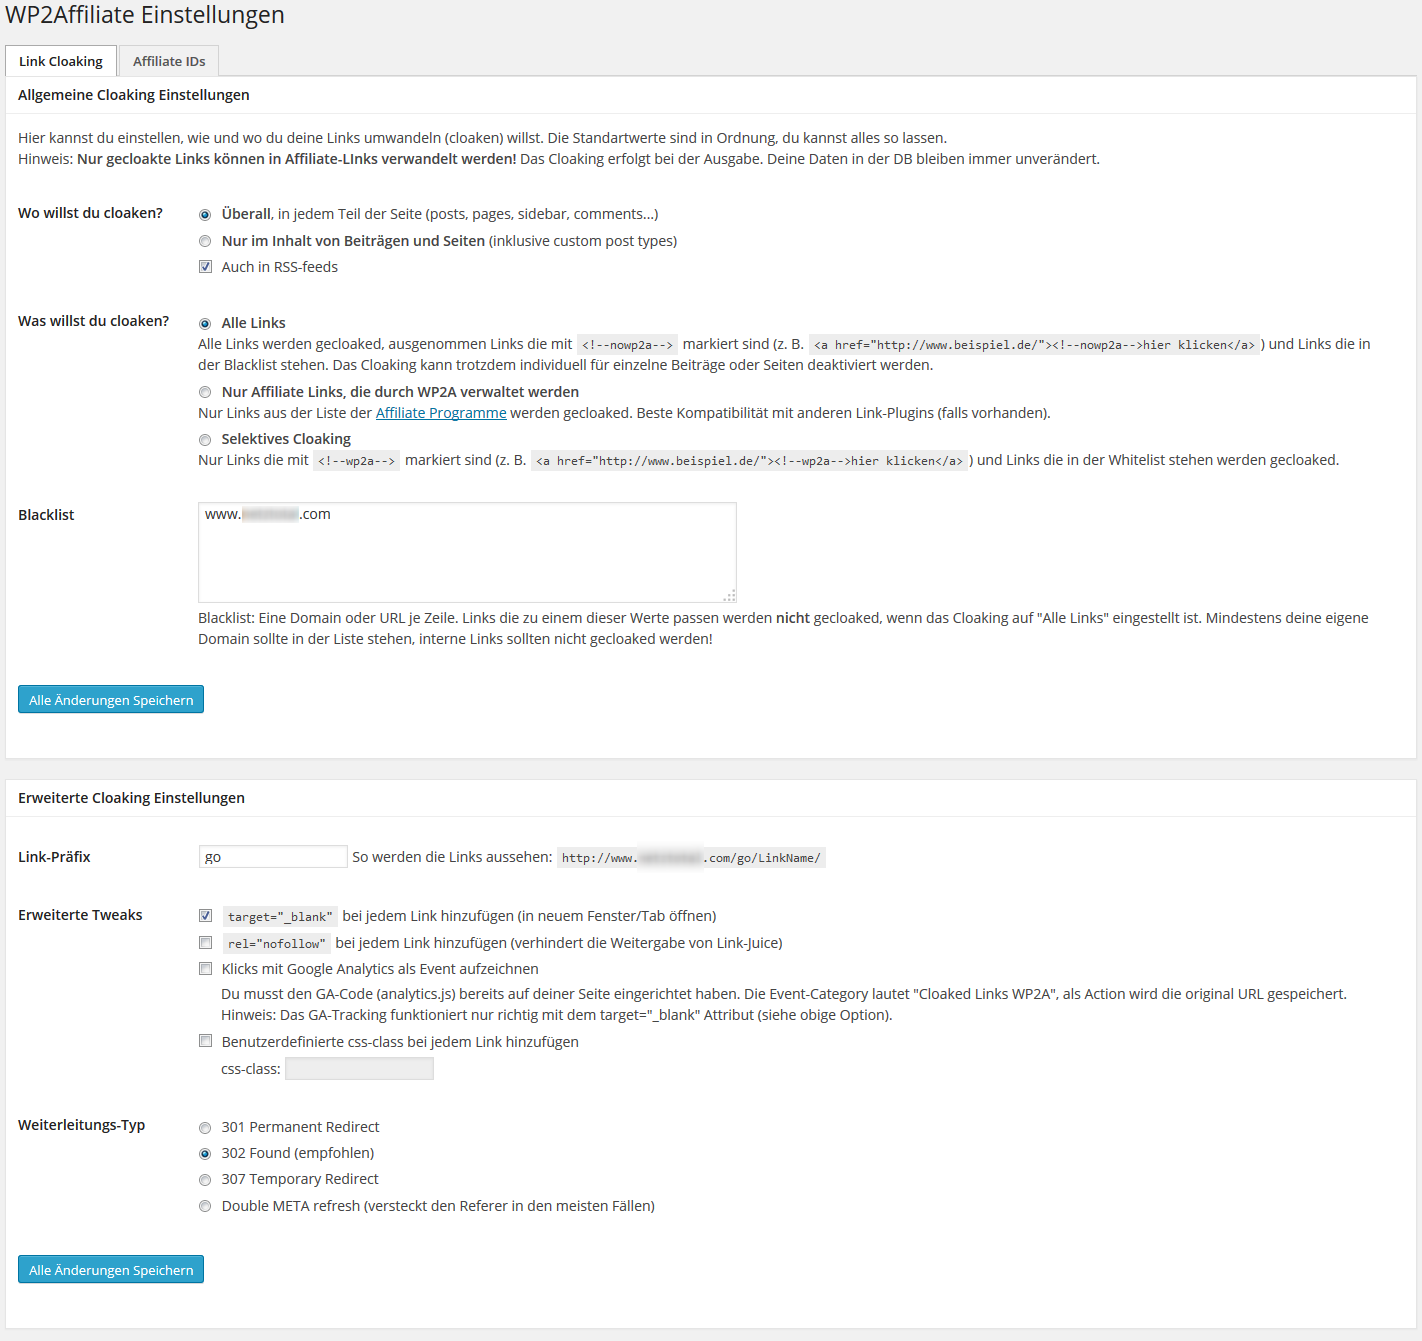 WP2Affiliate Einstellungen
Link Cloaking
Affiliate IDs
Allgemeine Cloaking Einstellungen
Hier kannst du einstellen, wie und wo du deine Links umwandeln (cloaken) willst. Die Standartwerte sind in Ordnung, du kannst alles so lassen.
Hinweis: Nur gecloakte Links können in Affiliate-LInks verwandelt werden! Das Cloaking erfolgt bei der Ausgabe. Deine Daten in der DB bleiben immer unverändert.
Wo willst du cloaken?
Überall, in jedem Teil der Seite (posts, pages, sidebar, comments...)
Nur im Inhalt von Beiträgen und Seiten (inklusive custom post types)
Auch in RSS-feeds
Was willst du cloaken?
Alle Links
Alle Links werden gecloaked, ausgenommen Links die mit <!--nowp2a--> markiert sind (z. B. <a href="http://www.beispiel.de/"><!--nowp2a-->hier klicken</a> ) und Links die in
der Blacklist stehen. Das Cloaking kann trotzdem individuell für einzelne Beiträge oder Seiten deaktiviert werden.
Nur Affiliate Links, die durch WP2A verwaltet werden
Nur Links aus der Liste der Affiliate Programme werden gecloaked. Beste Kompatibilität mit anderen Link-Plugins (falls vorhanden).
Selektives Cloaking
Nur Links die mit <!--wp2a--> markiert sind (z. B. <a href="http://www.beispiel.de/"><!--wp2a-->hier klicken</a> ) und Links die in der Whitelist stehen werden gecloaked.
Blacklist
www. .com
Blacklist: Eine Domain oder URL je Zeile. Links die zu einem dieser Werte passen werden nicht gecloaked, wenn das Cloaking auf "Alle Links" eingestellt ist. Mindestens deine eigene
Domain sollte in der Liste stehen, interne Links sollten nicht gecloaked werden!
Alle Änderungen Speichern
Erweiterte Cloaking Einstellungen
Link-Präfix
go So werden die Links aussehen: http://www. .com/go/LinkName/
Erweiterte Tweaks
target="_blank" bei jedem Link hinzufügen (in neuem Fenster/Tab öffnen)
rel="nofollow" bei jedem Link hinzufügen (verhindert die Weitergabe von Link-Juice)
Klicks mit Google Analytics als Event aufzeichnen
Du musst den GA-Code (analytics.js) bereits auf deiner Seite eingerichtet haben. Die Event-Category lautet "Cloaked Links WP2A", als Action wird die original URL gespeichert.
Hinweis: Das GA-Tracking funktioniert nur richtig mit dem target="_blank" Attribut (siehe obige Option).
Benutzerdefinierte css-class bei jedem Link hinzufügen
css-class:
Weiterleitungs-Typ
301 Permanent Redirect
302 Found (empfohlen)
307 Temporary Redirect
Double META refresh (versteckt den Referer in den meisten Fällen)
Alle Änderungen Speichern